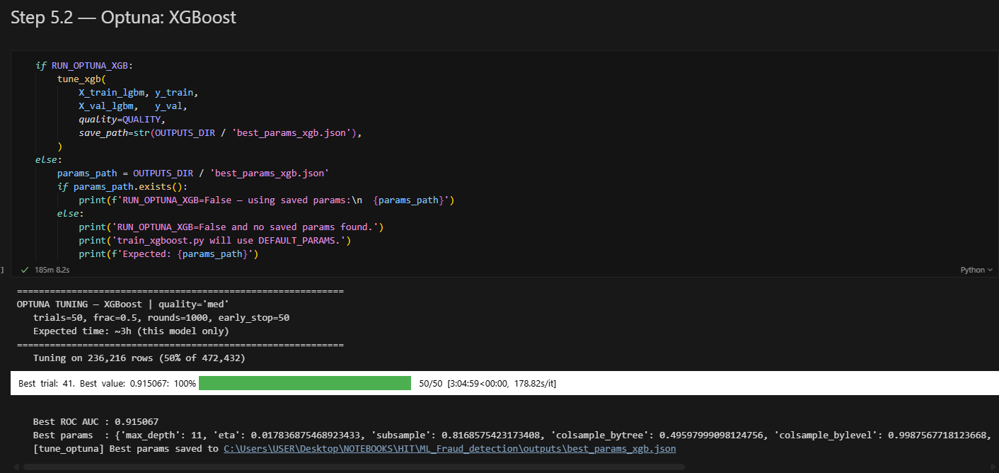 Step 5.2 — Optuna: XGBoost
if RUN_OPTUNA_XGB:
tune_xgb(
X_train_lgbm, y_train,
X_val_lgbm,   y_val,
quality=QUALITY,
save_path=str(OUTPUTS_DIR / 'best_params_xgb.json'),
)
else:
params_path = OUTPUTS_DIR / 'best_params_xgb.json'
if params_path.exists():
print(f'RUN_OPTUNA_XGB=False — using saved params:\n  {params_path}')
else:
print('RUN_OPTUNA_XGB=False and no saved params found.')
print('train_xgboost.py will use DEFAULT_PARAMS.')
print(f'Expected: {params_path}')
] ✓ 185m 8.2s Python
============================================================
OPTUNA TUNING — XGBoost | quality='med'
trials=50, frac=0.5, rounds=1000, early_stop=50
Expected time: ~3h (this model only)
============================================================
Tuning on 236,216 rows (50% of 472,432)
Best trial: 41. Best value: 0.915067: 100% 50/50 [3:04:59<00:00, 178.82s/it]
Best ROC AUC : 0.915067
Best params  : {'max_depth': 11, 'eta': 0.017836875468923433, 'subsample': 0.8168575423173408, 'colsample_bytree': 0.49597999098124756, 'colsample_bylevel': 0.9987567718123668,
[tune_optuna] Best params saved to C:\Users\USER\Desktop\NOTEBOOKS\HIT\ML_Fraud_detection\outputs\best_params_xgb.json